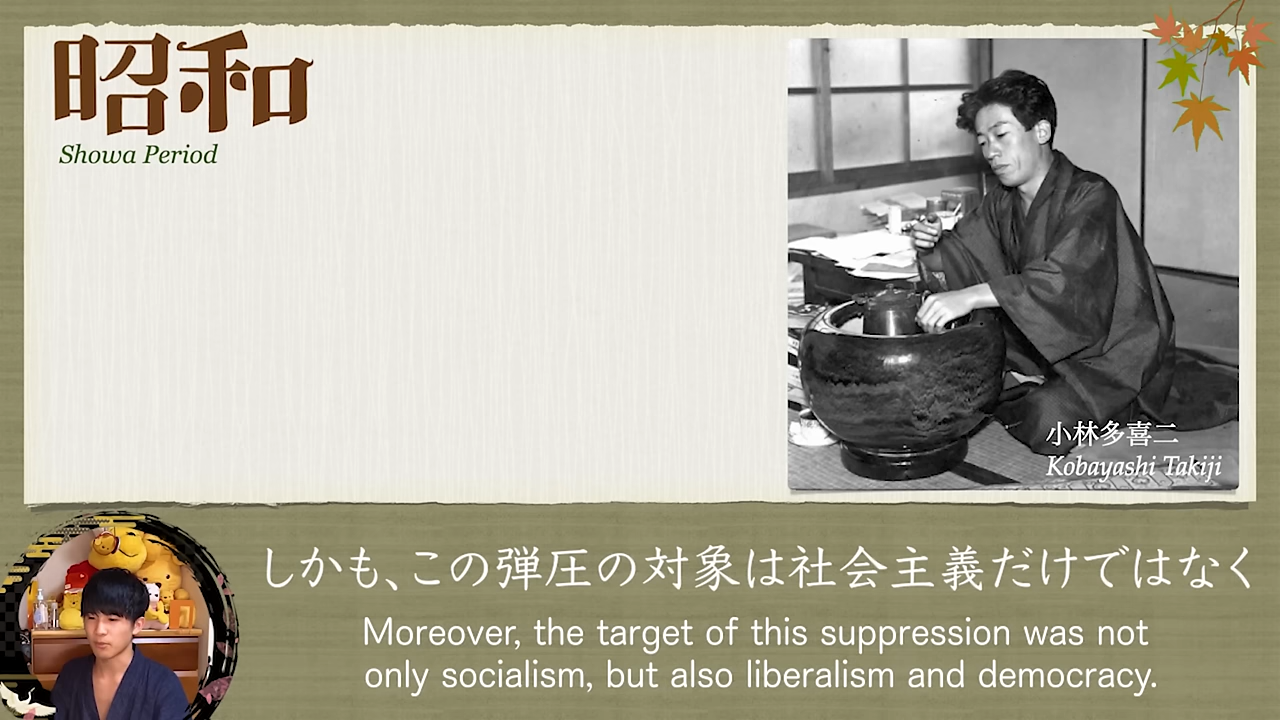 昭和
Showa Period
小林多喜二
Kobayashi Takiji
しかも、この弾圧の対象は社会主義だけではなく
Moreover, the target of this suppression was not
only socialism, but also liberalism and democracy.